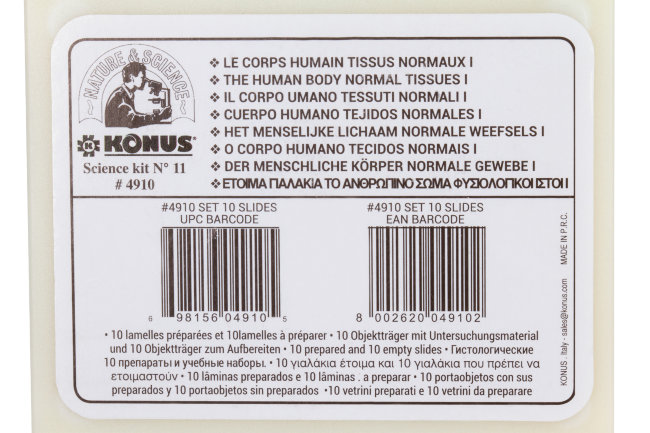 NATURE & SCIENCE
K KONUS®
Science kit N° 11
# 4910
❖ LE CORPS HUMAIN TISSUS NORMAUX I
❖ THE HUMAN BODY NORMAL TISSUES I
❖ IL CORPO UMANO TESSUTI NORMALI I
❖ CUERPO HUMANO TEJIDOS NORMALES I
❖ HET MENSELIJKE LICHAAM NORMALE WEEFSELS I
❖ O CORPO HUMANO TECIDOS NORMAIS I
❖ DER MENSCHLICHE KÖRPER NORMALE GEWEBE I
❖ ΕΤΟΙΜΑ ΓΙΑΛΑΚΙΑ ΤΟ ΑΝΘΡΩΠΙΝΟ ΣΩΜΑ ΦΥΣΙΟΛΟΓΙΚΟΙ ΙΣΤΟΙ I
#4910 SET 10 SLIDES
UPC BARCODE
6 98156 04910 5
#4910 SET 10 SLIDES
EAN BARCODE
8 002620 049102
• 10 lamelles préparées et 10lamelles à préparer • 10 Objektträger mit Untersuchungsmaterial
und 10 Objektträger zum Aufbereiten • 10 prepared and 10 empty slides • Гистологические
10 препараты и учебные наборы. • 10 γιαλάκια έτοιμα και 10 γιαλάκια που πρέπει να
ετοιμαστούν • 10 lâminas preparados e 10 lâminas . a preparar • 10 portaobjetos con sus
preparados y 10 portaobjetos sin preparados • 10 vetrini preparati e 10 vetrini da preparare
KONUS . Italy - sales@konus.com MADE IN P.R.C.